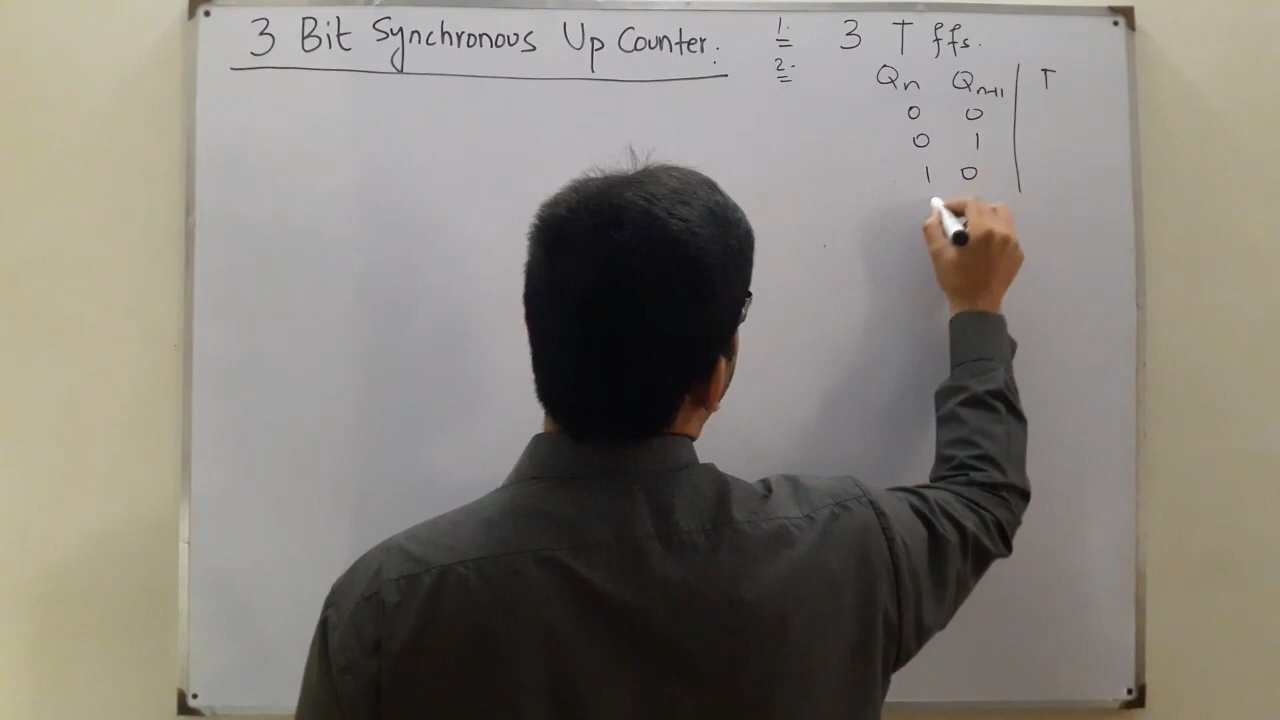 3 Bit Synchronous Up Counter.
1. 3 T ffs.
2. Qn Qn+1 | T
0 0
0 1
1 0